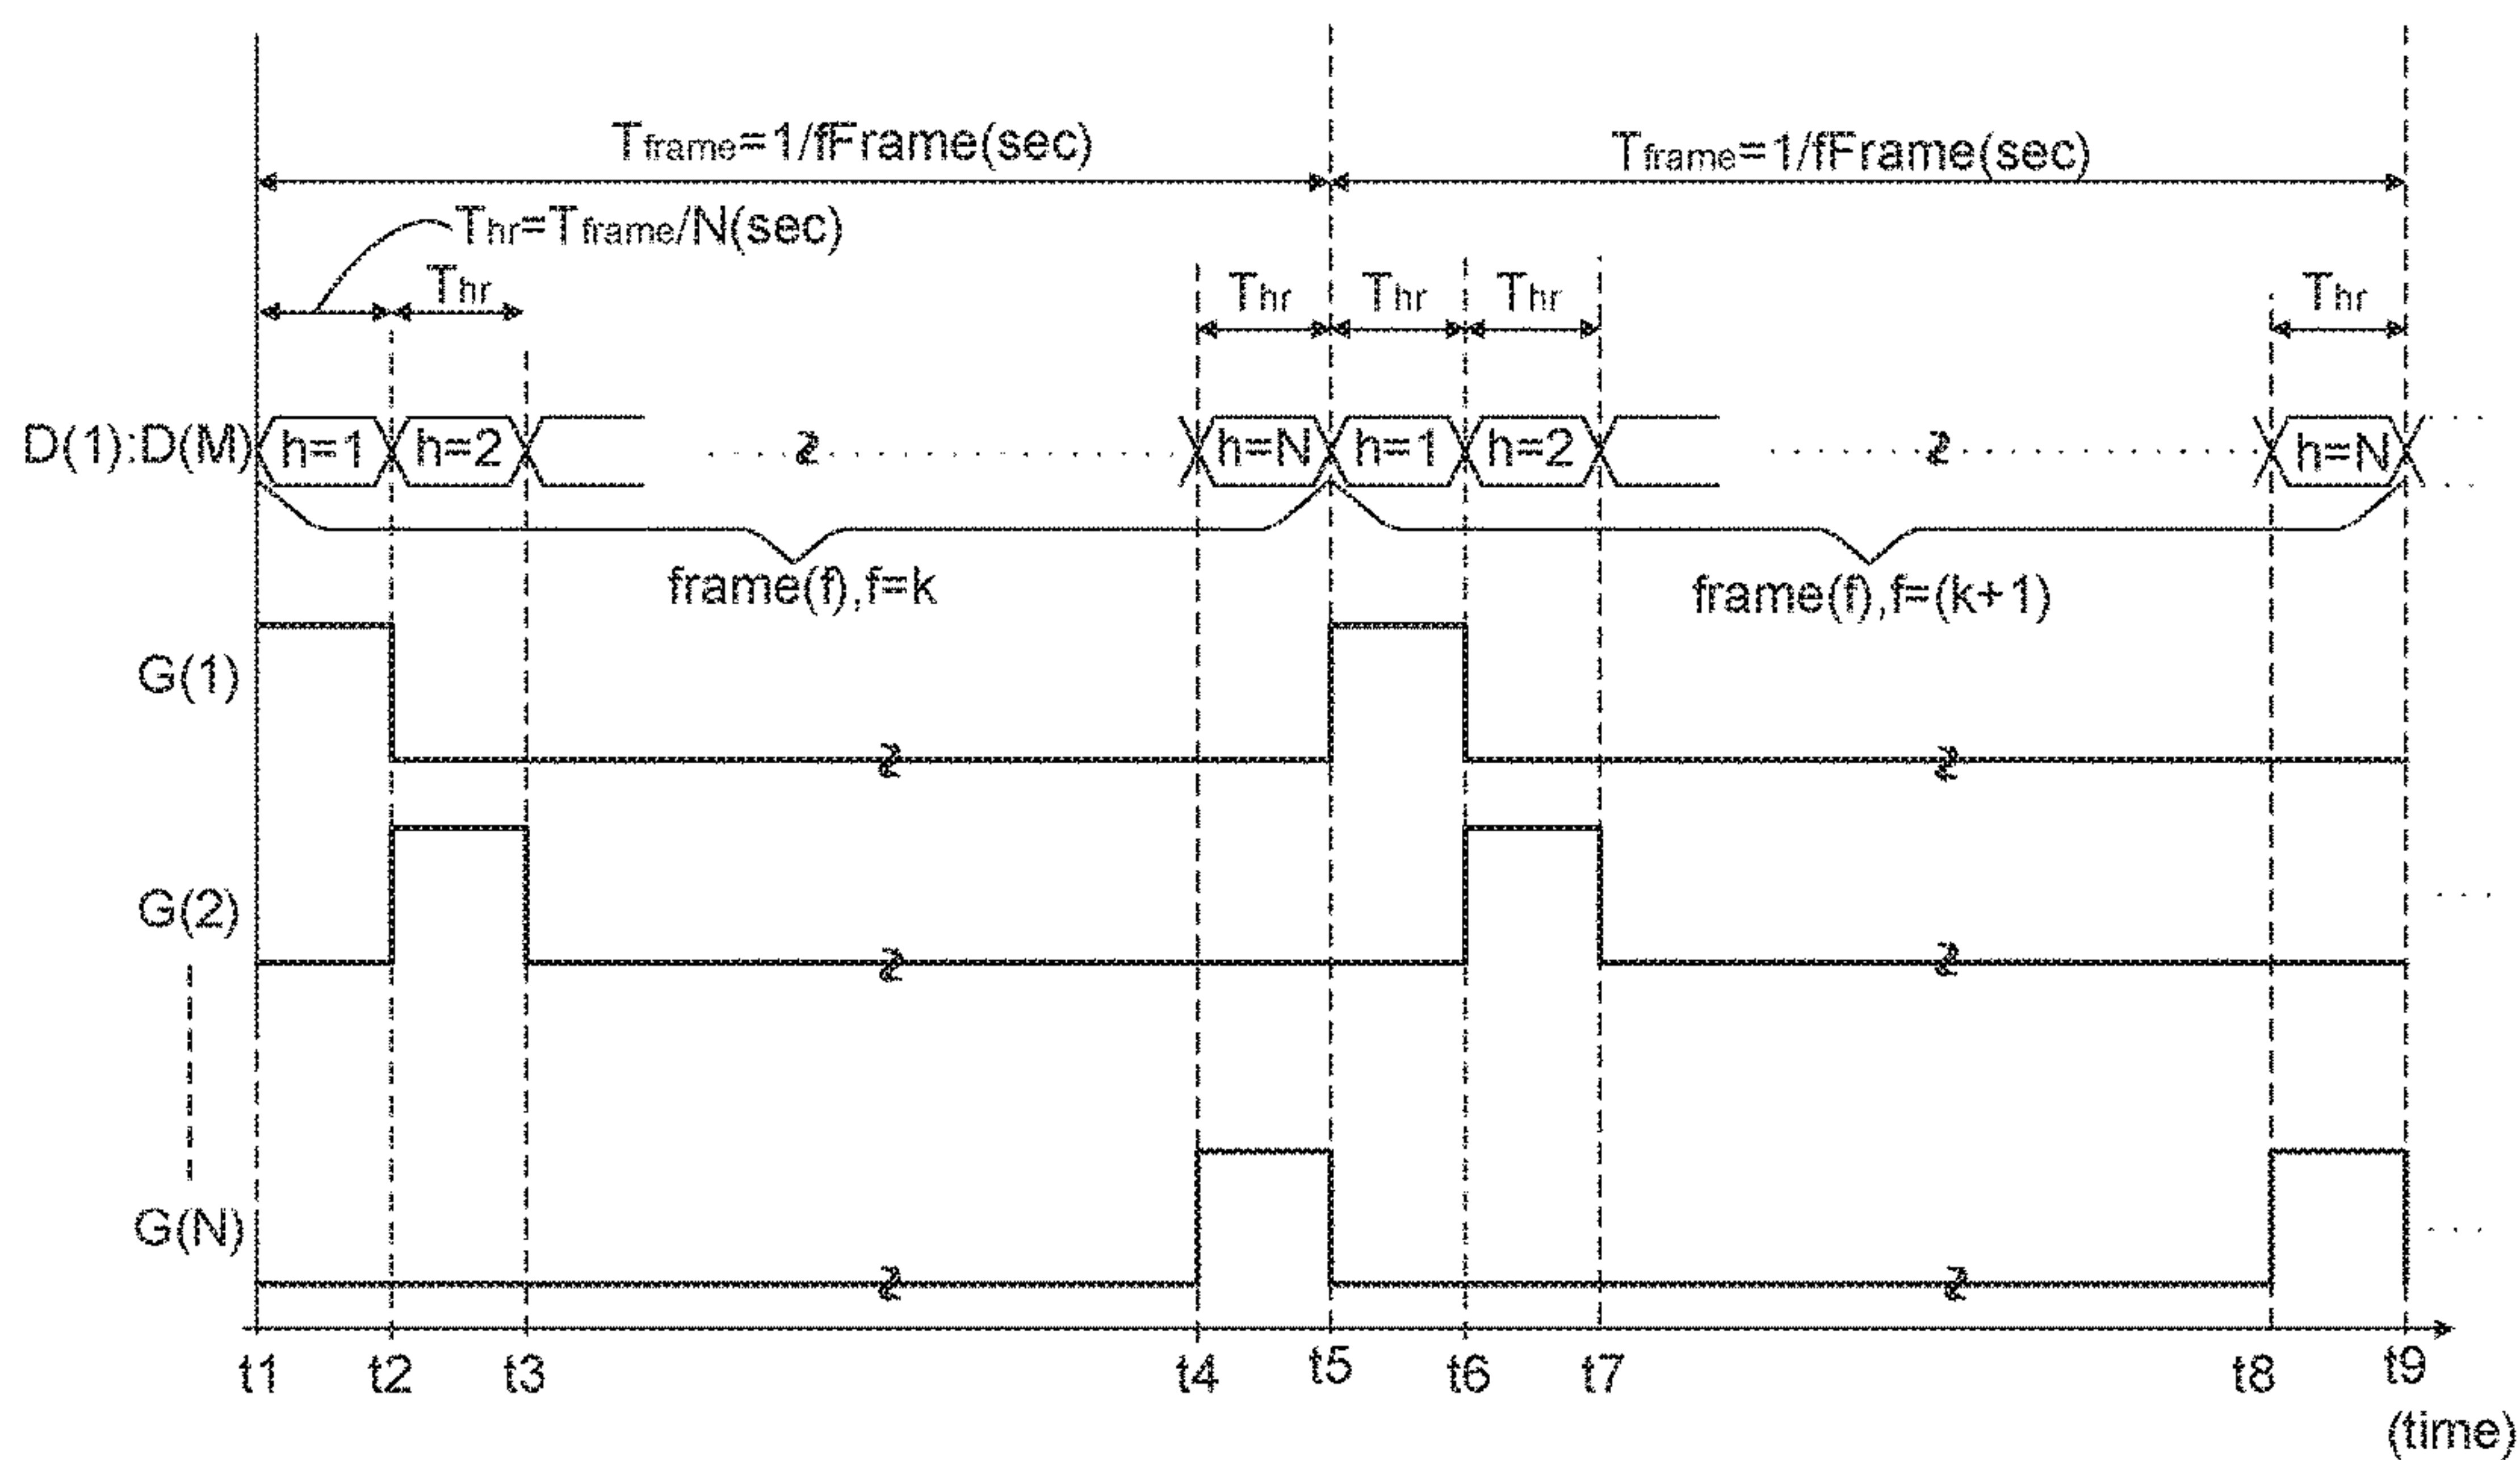 Tframe=1/fFrame(sec)
Tframe=1/fFrame(sec)
Thr=Tframe/N(sec)
Thr
Thr
Thr
Thr
Thr
D(1):D(M)
h=1
h=2
h=N
h=1
h=2
h=N
frame(f),f=k
frame(f),f=(k+1)
G(1)
G(2)
G(N)
t1
t2
t3
t4
t5
t6
t7
t8
t9
(time)